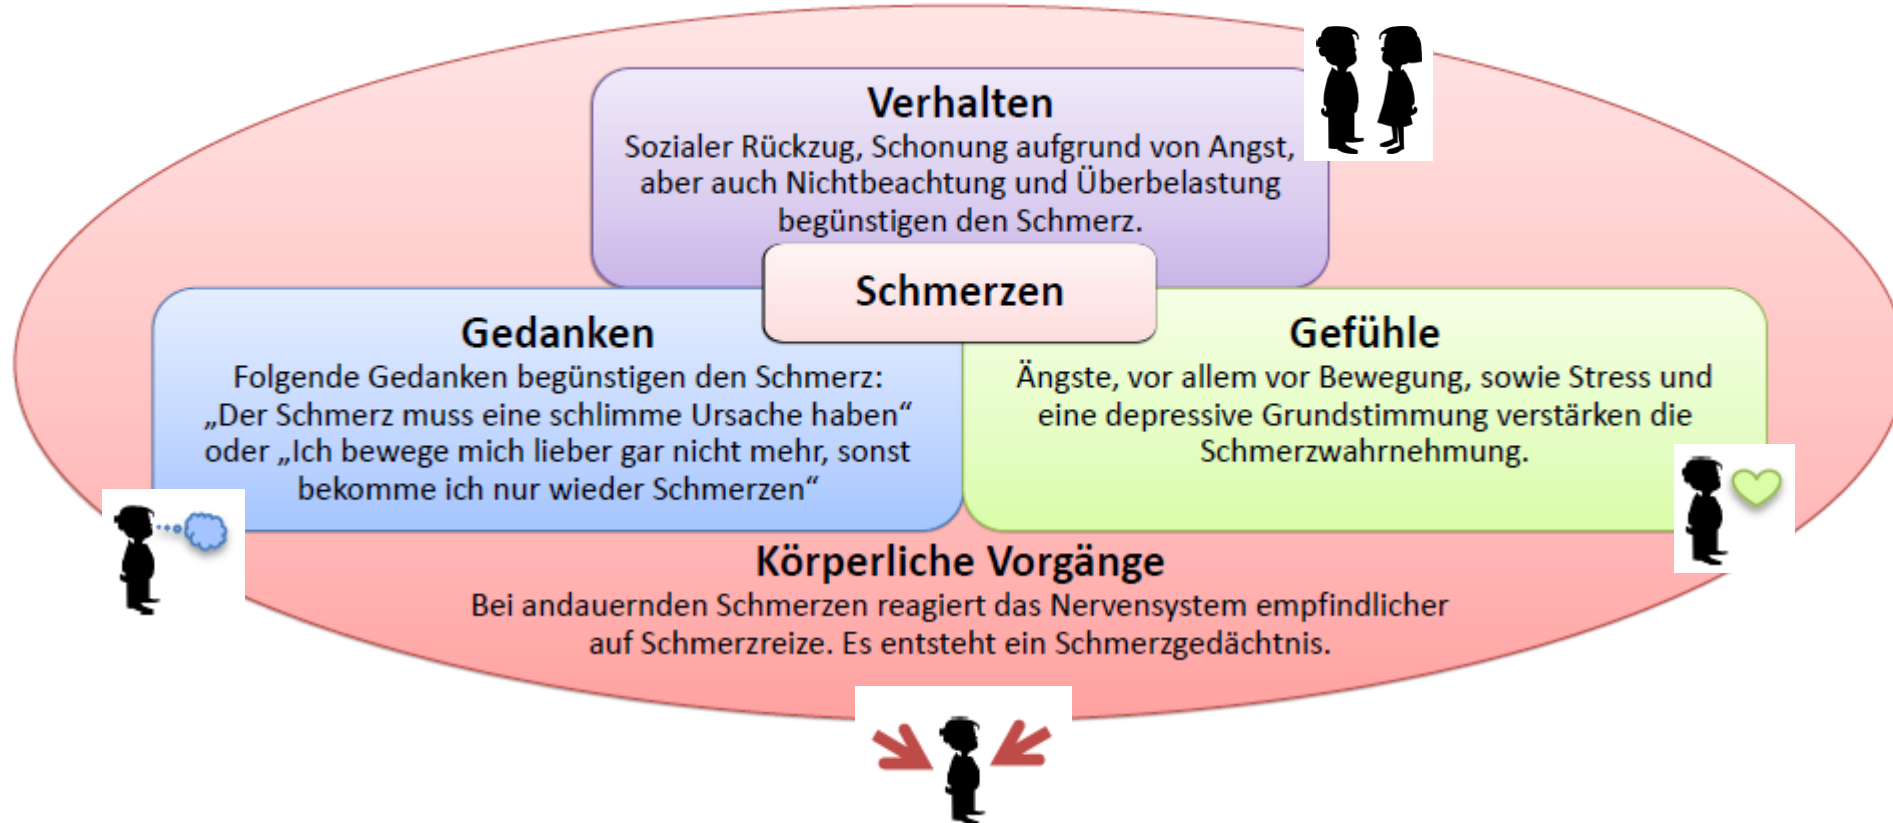 Verhalten
Sozialer Rückzug, Schonung aufgrund von Angst,
aber auch Nichtbeachtung und Überbelastung
begünstigen den Schmerz.
Schmerzen
Gedanken
Folgende Gedanken begünstigen den Schmerz:
„Der Schmerz muss eine schlimme Ursache haben“
oder „Ich bewege mich lieber gar nicht mehr, sonst
bekomme ich nur wieder Schmerzen“
Gefühle
Ängste, vor allem vor Bewegung, sowie Stress und
eine depressive Grundstimmung verstärken die
Schmerzwahrnehmung.
Körperliche Vorgänge
Bei andauernden Schmerzen reagiert das Nervensystem empfindlicher
auf Schmerzreize. Es entsteht ein Schmerzgedächtnis.